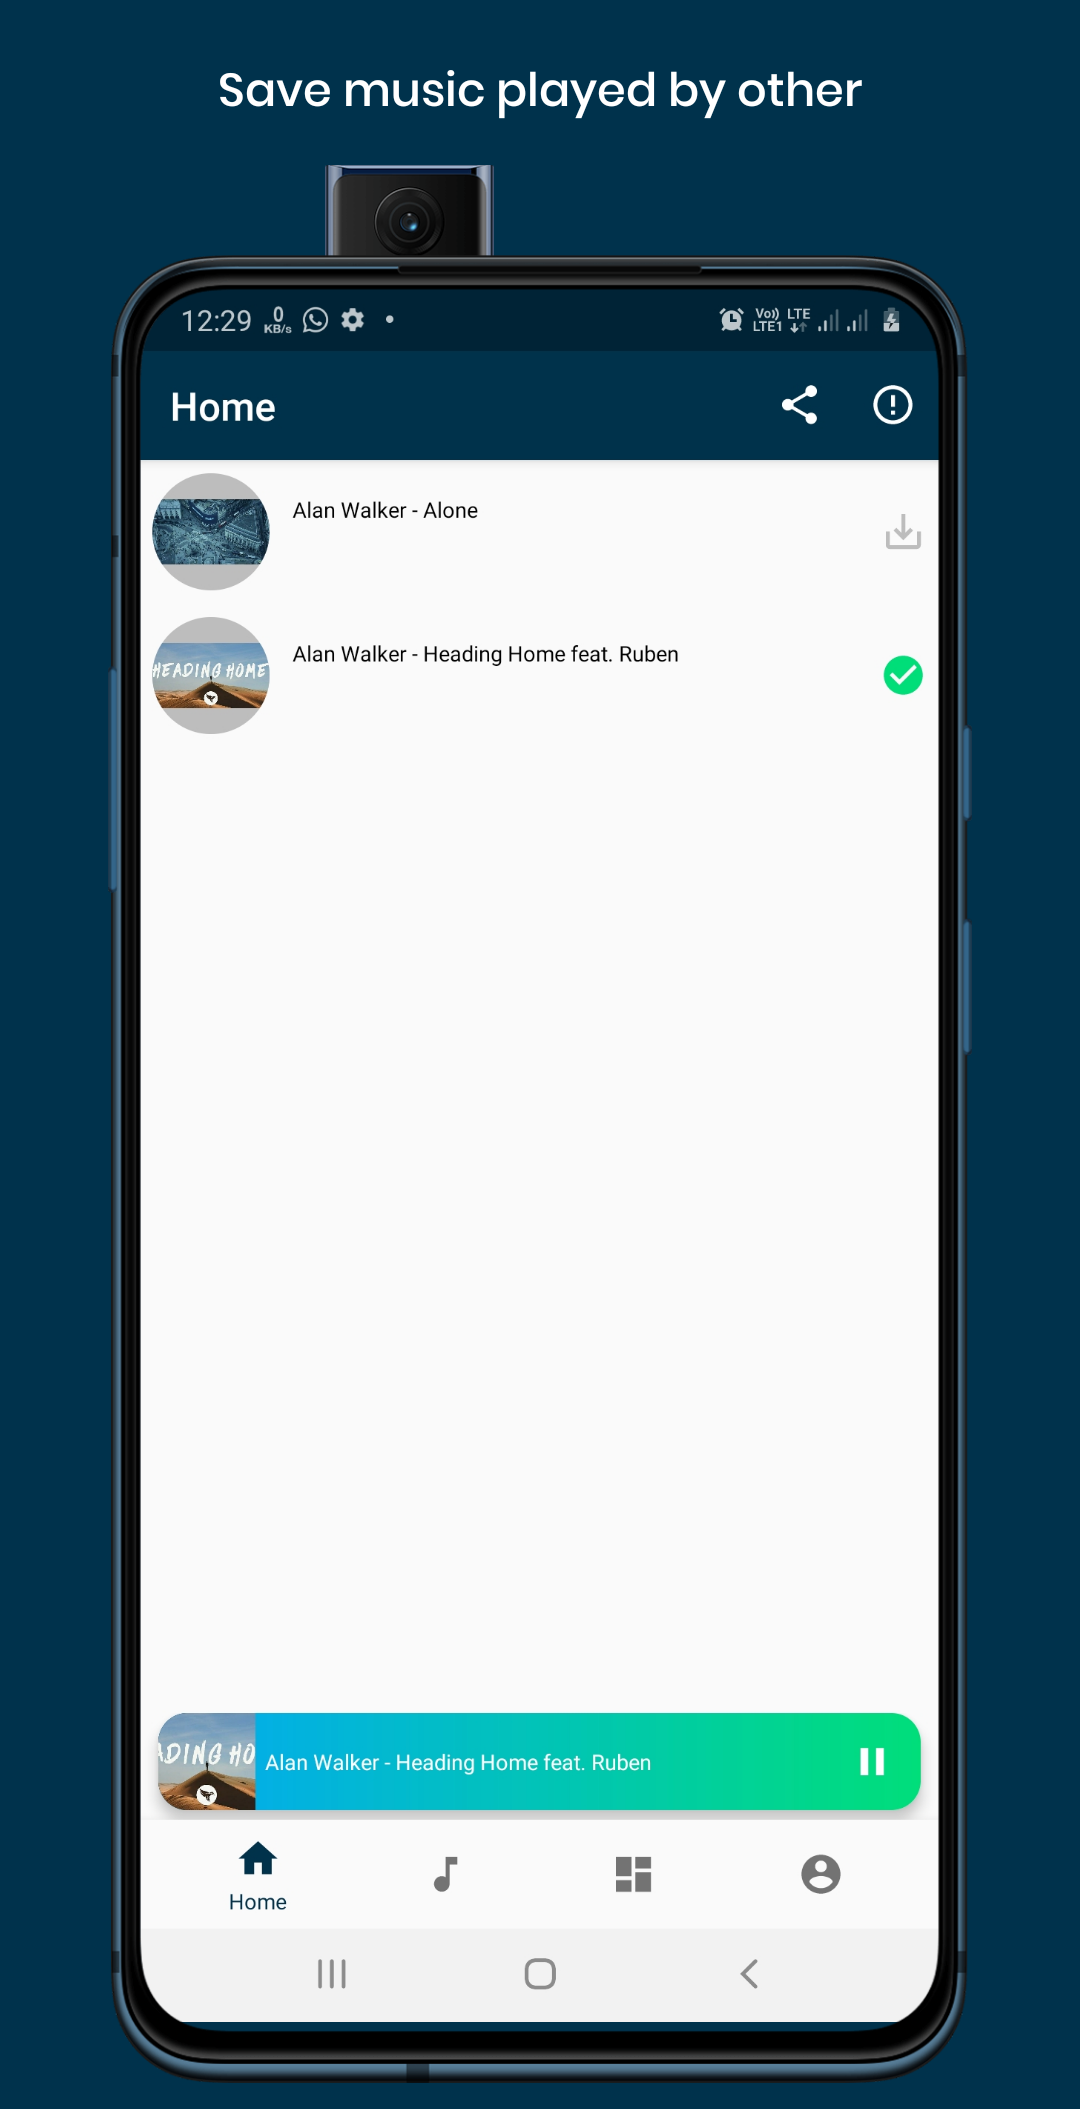 Save music played by other
12:29 0 KB/s Vo)) LTE1 LTE
Home
Alan Walker - Alone
HEADING HOME
Alan Walker - Heading Home feat. Ruben
ADING HO
Alan Walker - Heading Home feat. Ruben
Home